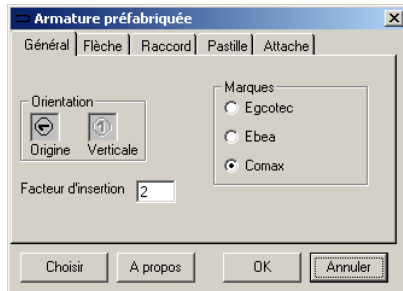 Armature préfabriquée
Général Flèche Raccord Pastille Attache
Orientation
Origine Verticale
Facteur d'insertion 2
Marques
Egcotec
Ebea
Comax
Choisir A propos OK Annuler